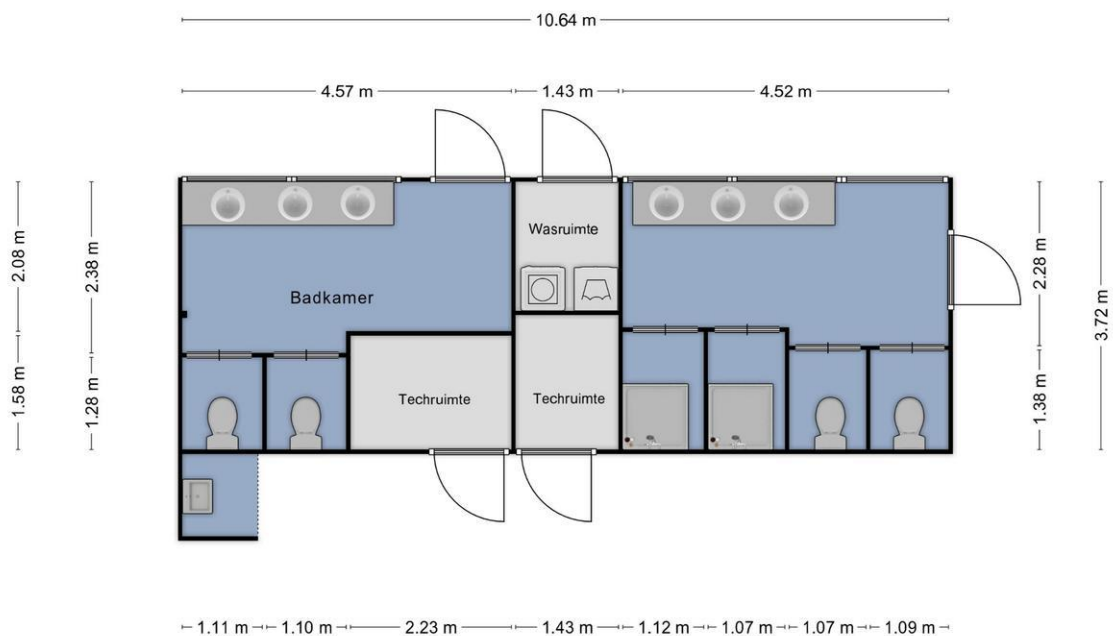 10.64 m
4.57 m
1.43 m
4.52 m
2.08 m
2.38 m
Wasruimte
2.28 m
3.72 m
Badkamer
1.58 m
1.28 m
Techruimte
Techruimte
1.38 m
1.11 m
1.10 m
2.23 m
1.43 m
1.12 m
1.07 m
1.07 m
1.09 m